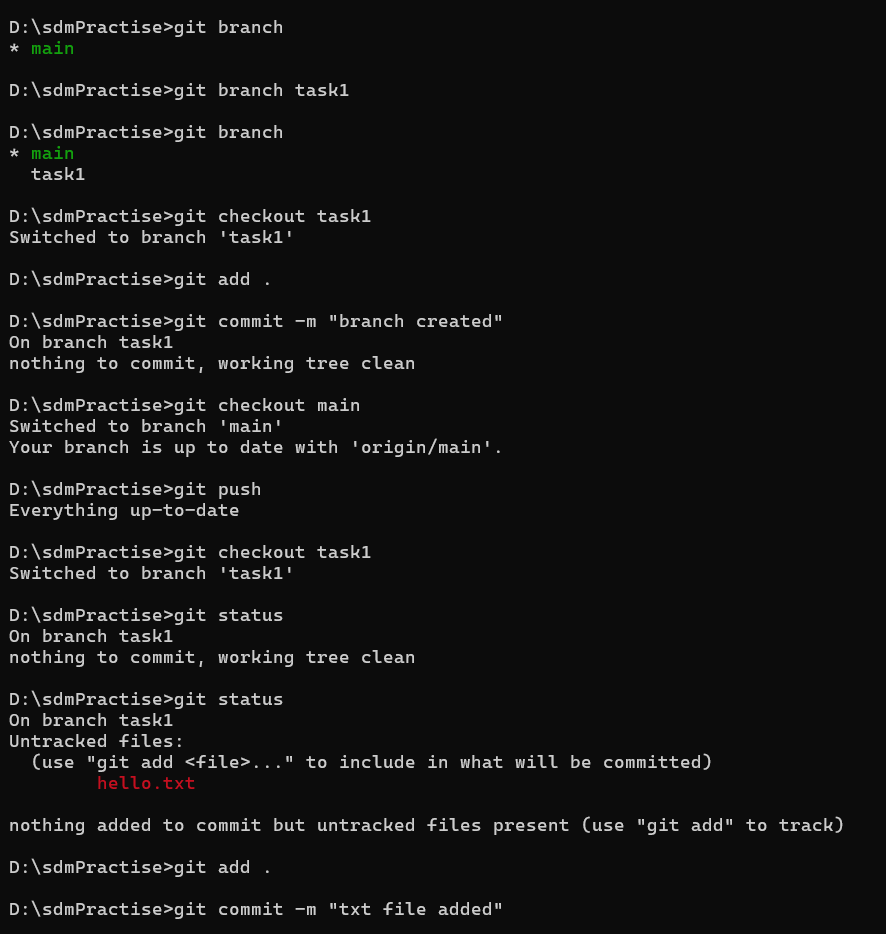 D:\sdmPractise>git branch
* main
D:\sdmPractise>git branch task1
D:\sdmPractise>git branch
* main
  task1
D:\sdmPractise>git checkout task1
Switched to branch 'task1'
D:\sdmPractise>git add .
D:\sdmPractise>git commit -m "branch created"
On branch task1
nothing to commit, working tree clean
D:\sdmPractise>git checkout main
Switched to branch 'main'
Your branch is up to date with 'origin/main'.
D:\sdmPractise>git push
Everything up-to-date
D:\sdmPractise>git checkout task1
Switched to branch 'task1'
D:\sdmPractise>git status
On branch task1
nothing to commit, working tree clean
D:\sdmPractise>git status
On branch task1
Untracked files:
  (use "git add <file>..." to include in what will be committed)
        hello.txt
nothing added to commit but untracked files present (use "git add" to track)
D:\sdmPractise>git add .
D:\sdmPractise>git commit -m "txt file added"